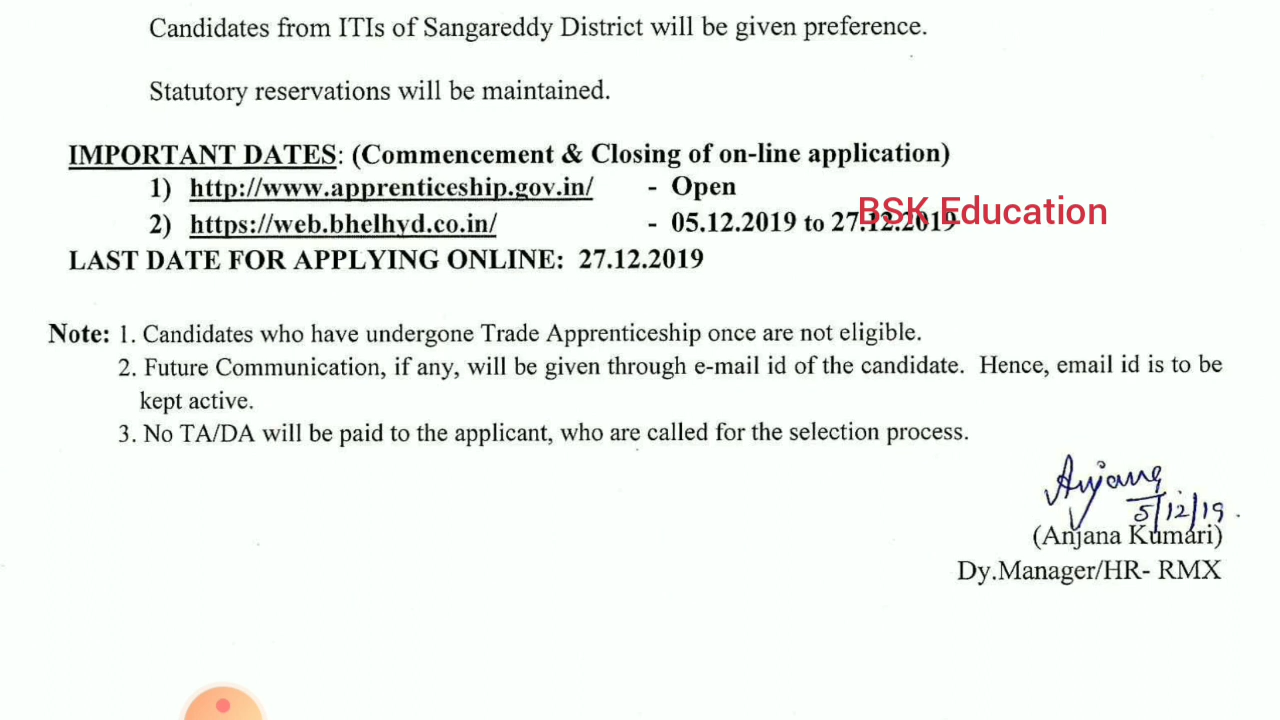 Candidates from ITIs of Sangareddy District will be given preference.
Statutory reservations will be maintained.
IMPORTANT DATES: (Commencement & Closing of on-line application)
1) http://www.apprenticeship.gov.in/ - Open
2) https://web.bhelhyd.co.in/ - 05.12.2019 to 27.12.2019
BSK Education
LAST DATE FOR APPLYING ONLINE: 27.12.2019
Note: 1. Candidates who have undergone Trade Apprenticeship once are not eligible.
2. Future Communication, if any, will be given through e-mail id of the candidate. Hence, email id is to be
kept active.
3. No TA/DA will be paid to the applicant, who are called for the selection process.
Anjana
5/12/19.
(Anjana Kumari)
Dy.Manager/HR- RMX